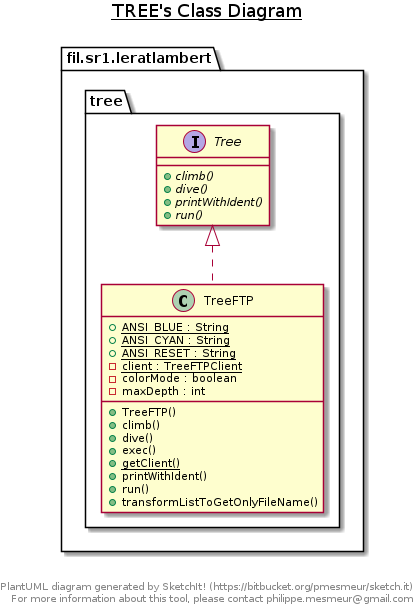 TREE's Class Diagram
fil.sr1.leratlambert
tree
I Tree
climb()
dive()
printWithIdent()
run()
C TreeFTP
ANSI_BLUE : String
ANSI_CYAN : String
ANSI_RESET : String
client : TreeFTPClient
colorMode : boolean
maxDepth : int
TreeFTP()
climb()
dive()
exec()
getClient()
printWithIdent()
run()
transformListToGetOnlyFileName()
PlantUML diagram generated by SketchIt! (https://bitbucket.org/pmesmeur/sketch.it)
For more information about this tool, please contact philippe.mesmeur@gmail.com